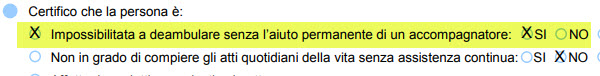 Certifico che la persona è:
X Impossibilitata a deambulare senza l'aiuto permanente di un accompagnatore: X SI NO
Non in grado di compiere gli atti quotidiani della vita senza assistenza continua: SI X NO